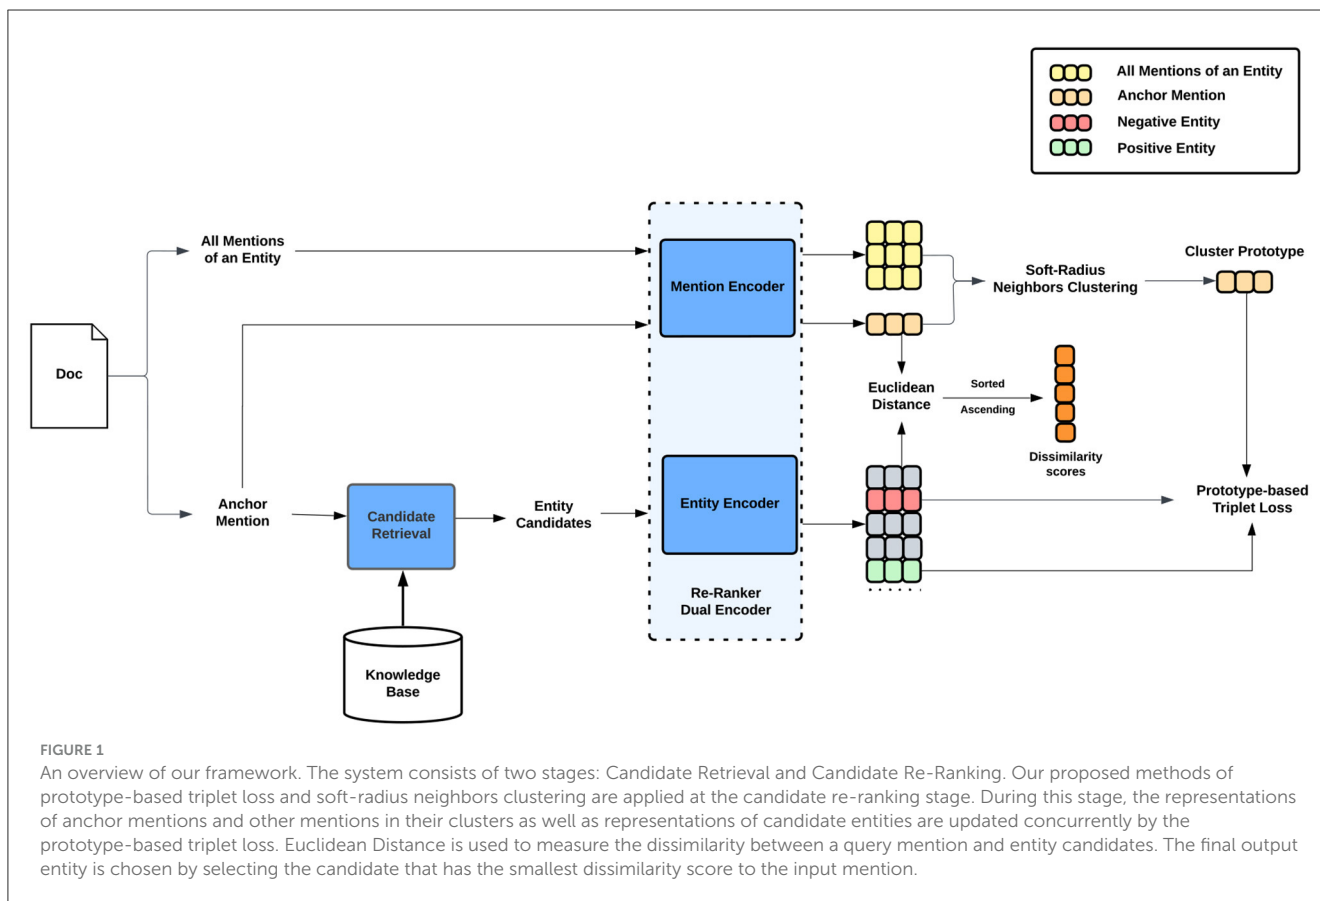 All Mentions of an Entity
Anchor Mention
Negative Entity
Positive Entity
All Mentions
of an Entity
Mention Encoder
Soft-Radius
Neighbors Clustering
Cluster Prototype
Doc
Euclidean
Distance
Sorted
Ascending
Dissimilarity
scores
Anchor
Mention
Candidate
Retrieval
Entity
Candidates
Entity Encoder
Prototype-based
Triplet Loss
Re-Ranker
Dual Encoder
Knowledge
Base
FIGURE 1
An overview of our framework. The system consists of two stages: Candidate Retrieval and Candidate Re-Ranking. Our proposed methods of
prototype-based triplet loss and soft-radius neighbors clustering are applied at the candidate re-ranking stage. During this stage, the representations
of anchor mentions and other mentions in their clusters as well as representations of candidate entities are updated concurrently by the
prototype-based triplet loss. Euclidean Distance is used to measure the dissimilarity between a query mention and entity candidates. The final output
entity is chosen by selecting the candidate that has the smallest dissimilarity score to the input mention.